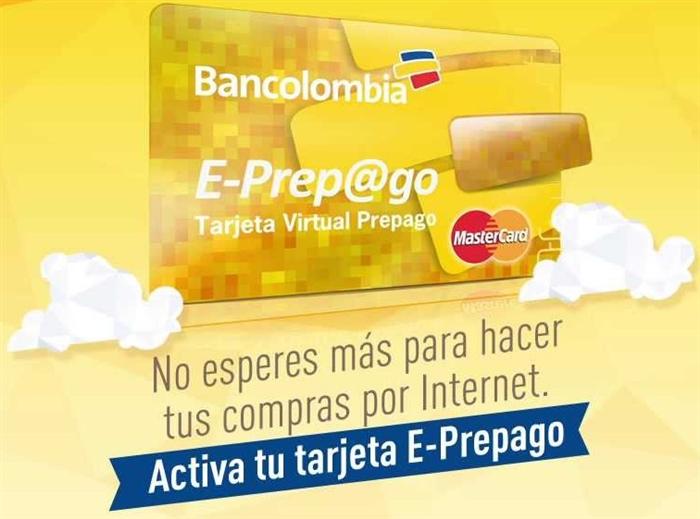 Bancolombia
E-Prep@go
Tarjeta Virtual Prepago
MasterCard
No esperes más para hacer
tus compras por Internet.
Activa tu tarjeta E-Prepago